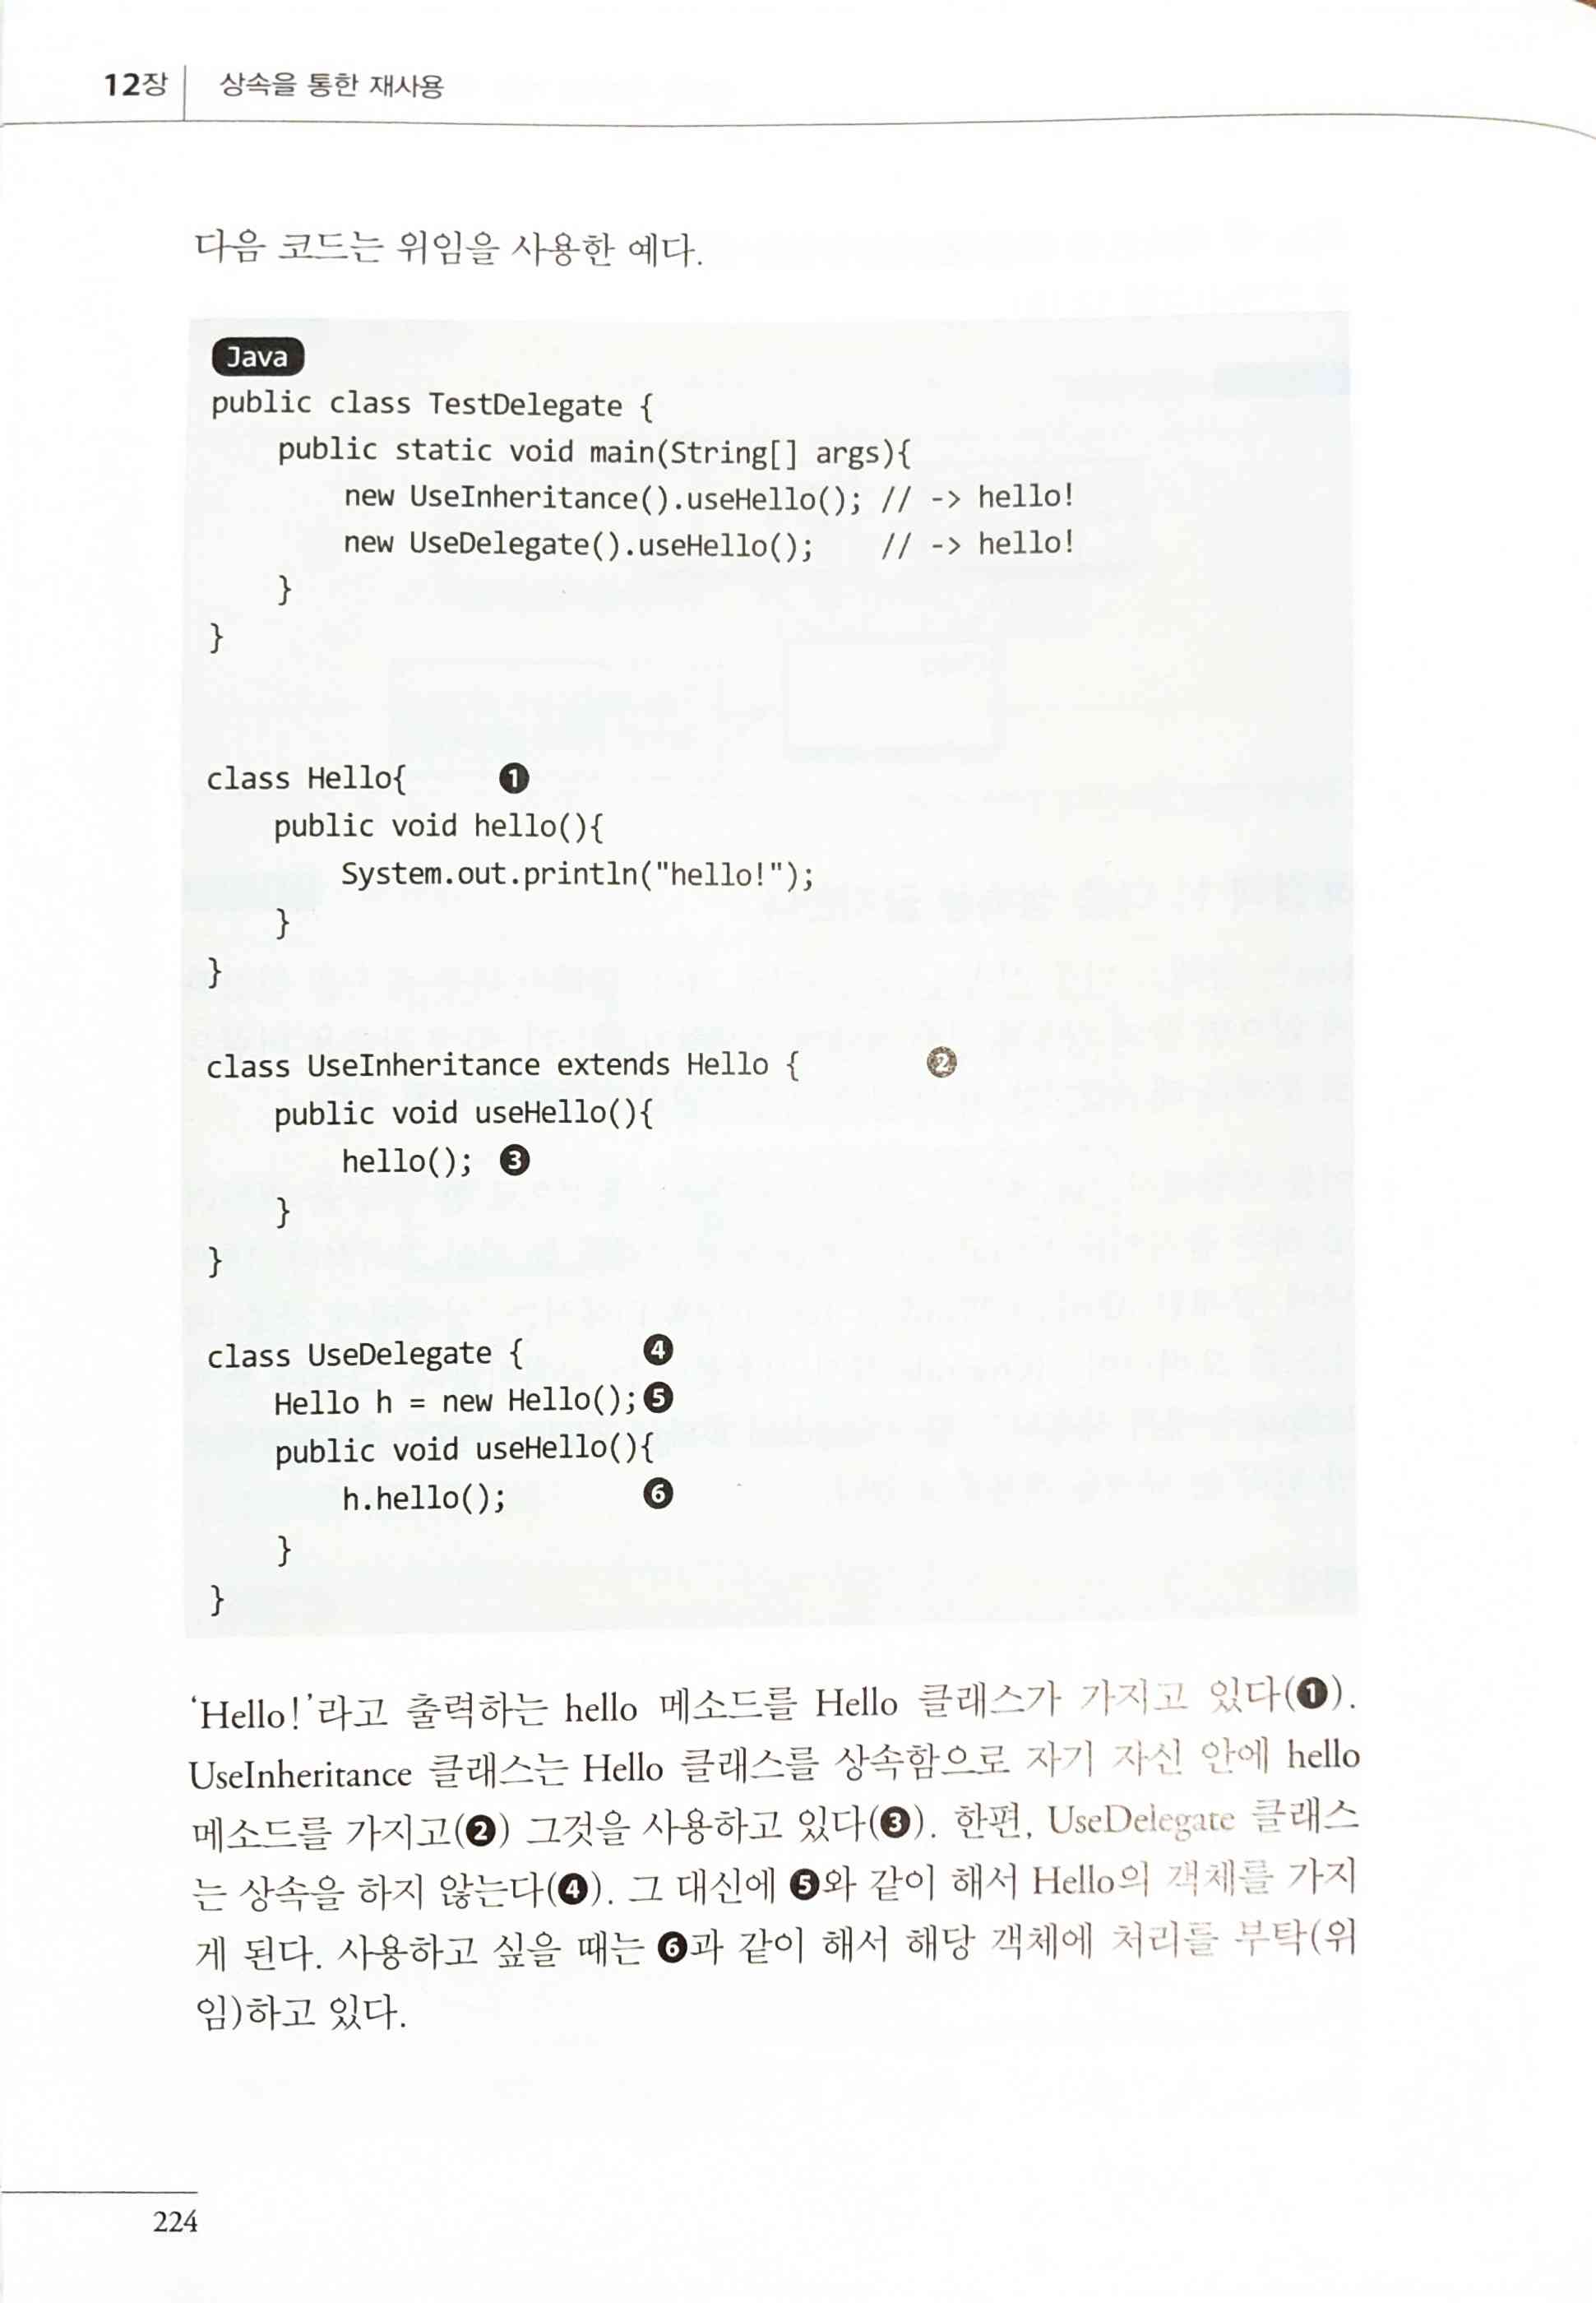 12장 상속을 통한 재사용
다음 코드는 위임을 사용한 예다.
Java
public class TestDelegate {
public static void main(String[] args){
new UseInheritance().useHello(); // -> hello!
new UseDelegate().useHello(); // -> hello!
}
}
class Hello{ ❶
public void hello(){
System.out.println("hello!");
}
}
class UseInheritance extends Hello { ❷
public void useHello(){
hello(); ❸
}
}
class UseDelegate { ❹
Hello h = new Hello();❺
public void useHello(){
h.hello(); ❻
}
}
‘Hello!’라고 출력하는 hello 메소드를 Hello 클래스가 가지고 있다(❶).
UseInheritance 클래스는 Hello 클래스를 상속함으로 자기 자신 안에 hello
메소드를 가지고(❷) 그것을 사용하고 있다(❸). 한편, UseDelegate 클래스
는 상속을 하지 않는다(❹). 그 대신에 ❺와 같이 해서 Hello의 객체를 가지
게 된다. 사용하고 싶을 때는 ❻과 같이 해서 해당 객체에 처리를 부탁(위
임)하고 있다.
224